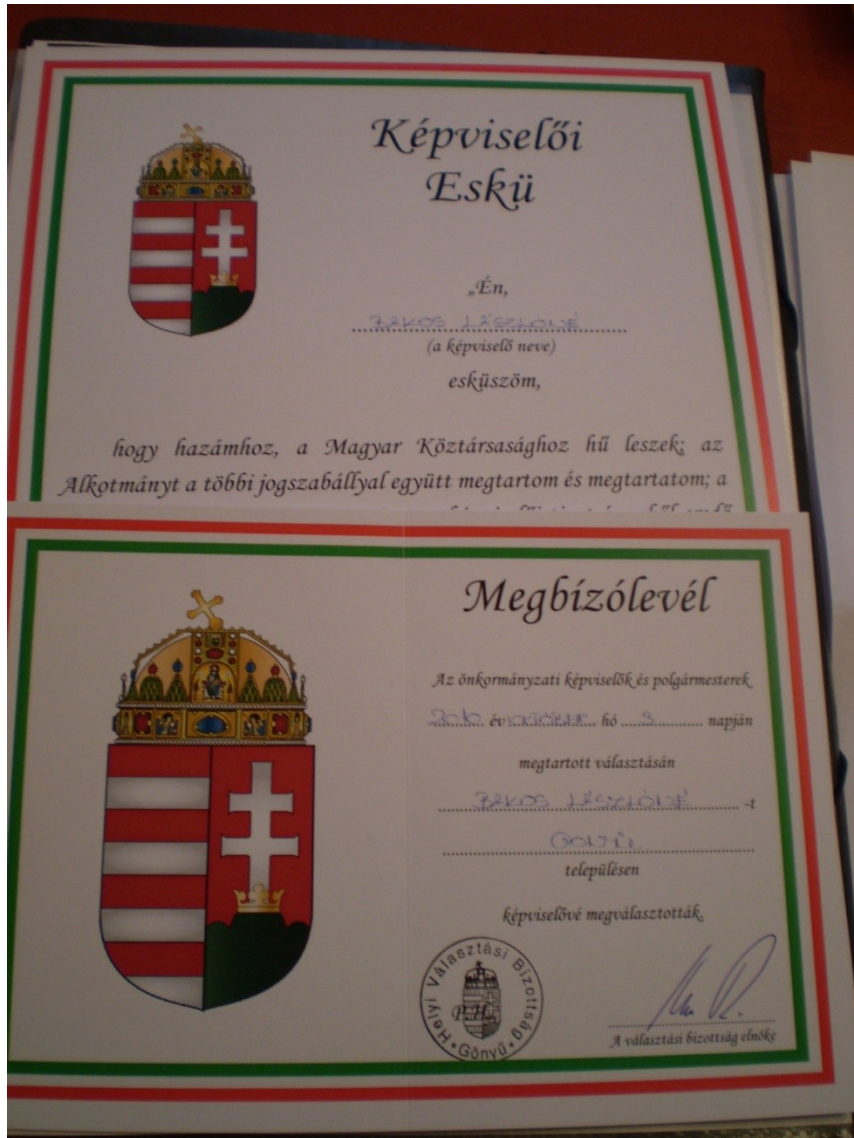 Képviselői
Eskü
„Én,
BAKOS LÁSZLÓNÉ
(a képviselő neve)
esküszöm,
hogy hazámhoz, a Magyar Köztársasághoz hű leszek; az
Alkotmányt a többi jogszabállyal együtt megtartom és megtartatom; a
Megbízólevél
Az önkormányzati képviselők és polgármesterek
2010 év OKTÓBER hó 3 napján
megtartott választásán
BAKOS LÁSZLÓNÉ -t
GÖNYŰ
településen
képviselővé megválasztották.
Helyi Választási Bizottság
P.H.
Gönyű
A választási bizottság elnöke